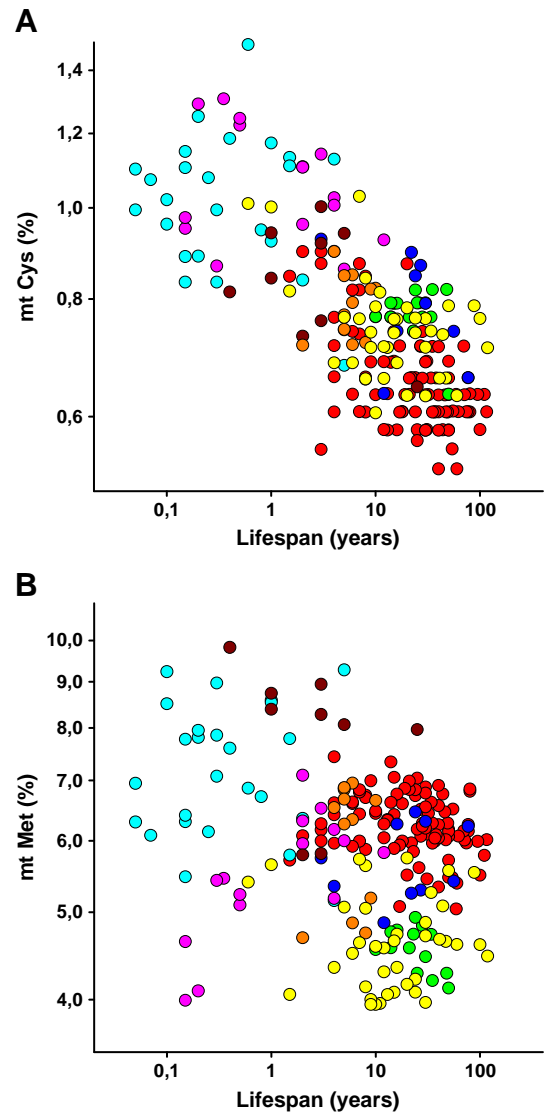 A
mt Cys (%)
1,4
1,2
1,0
0,8
0,6
0,1 1 10 100
Lifespan (years)
B
mt Met (%)
10,0
9,0
8,0
7,0
6,0
5,0
4,0
0,1 1 10 100
Lifespan (years)